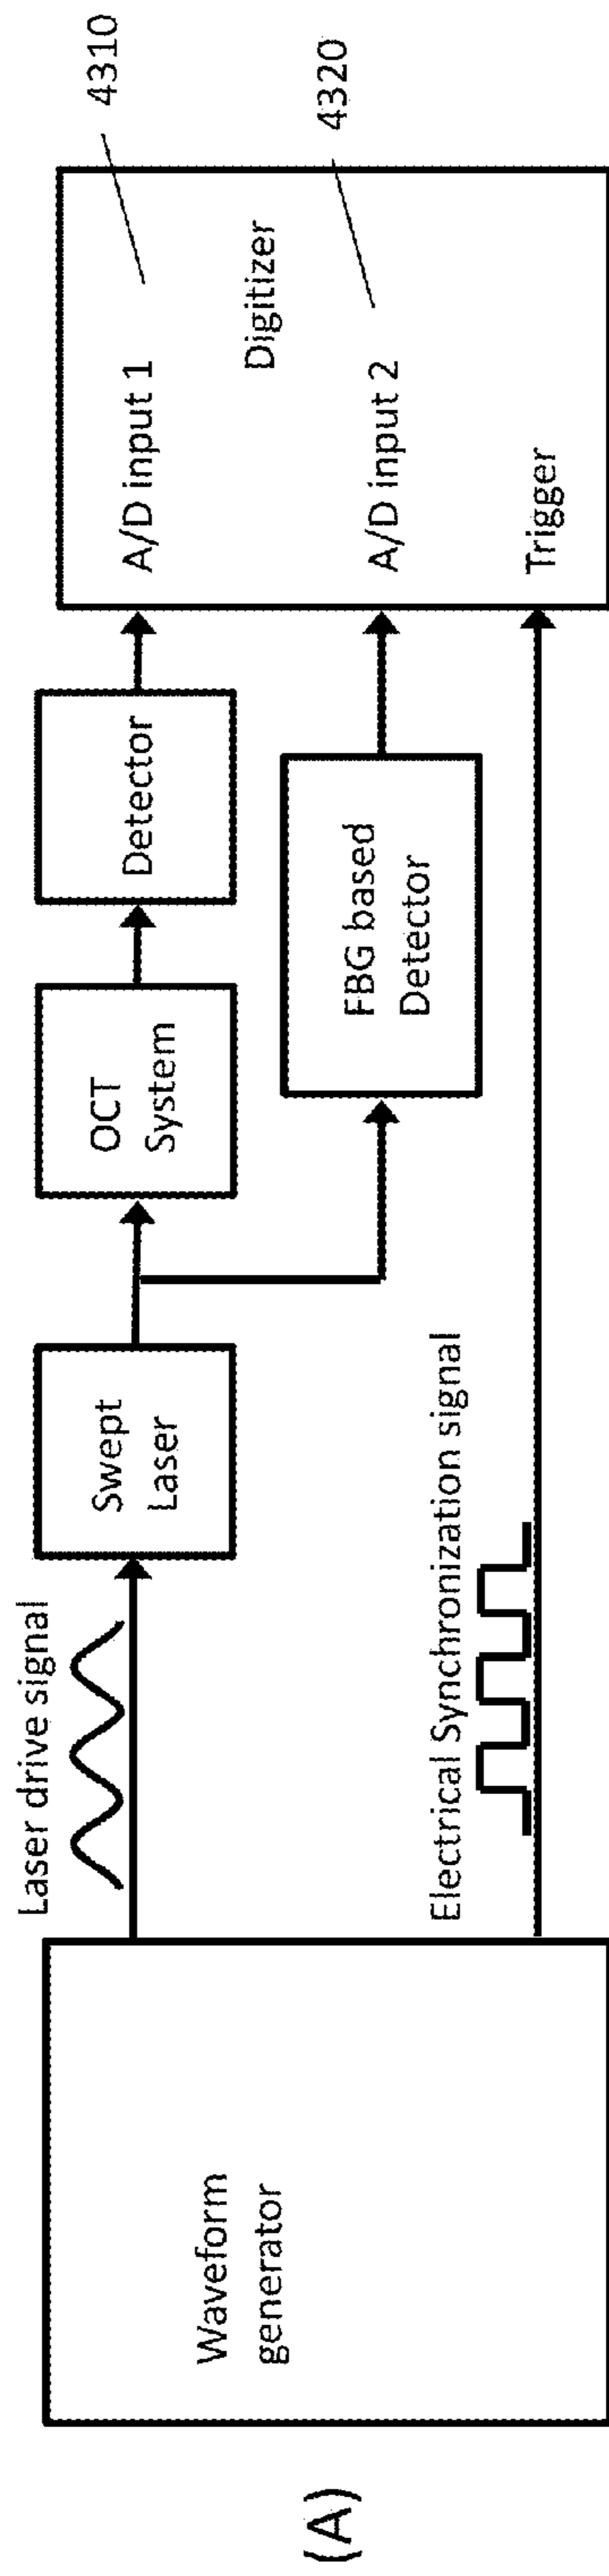 (A)
Waveform
generator
Laser drive signal
Electrical Synchronization signal
Swept
Laser
OCT
System
Detector
FBG based
Detector
A/D input 1
Digitizer
A/D input 2
Trigger
4310
4320